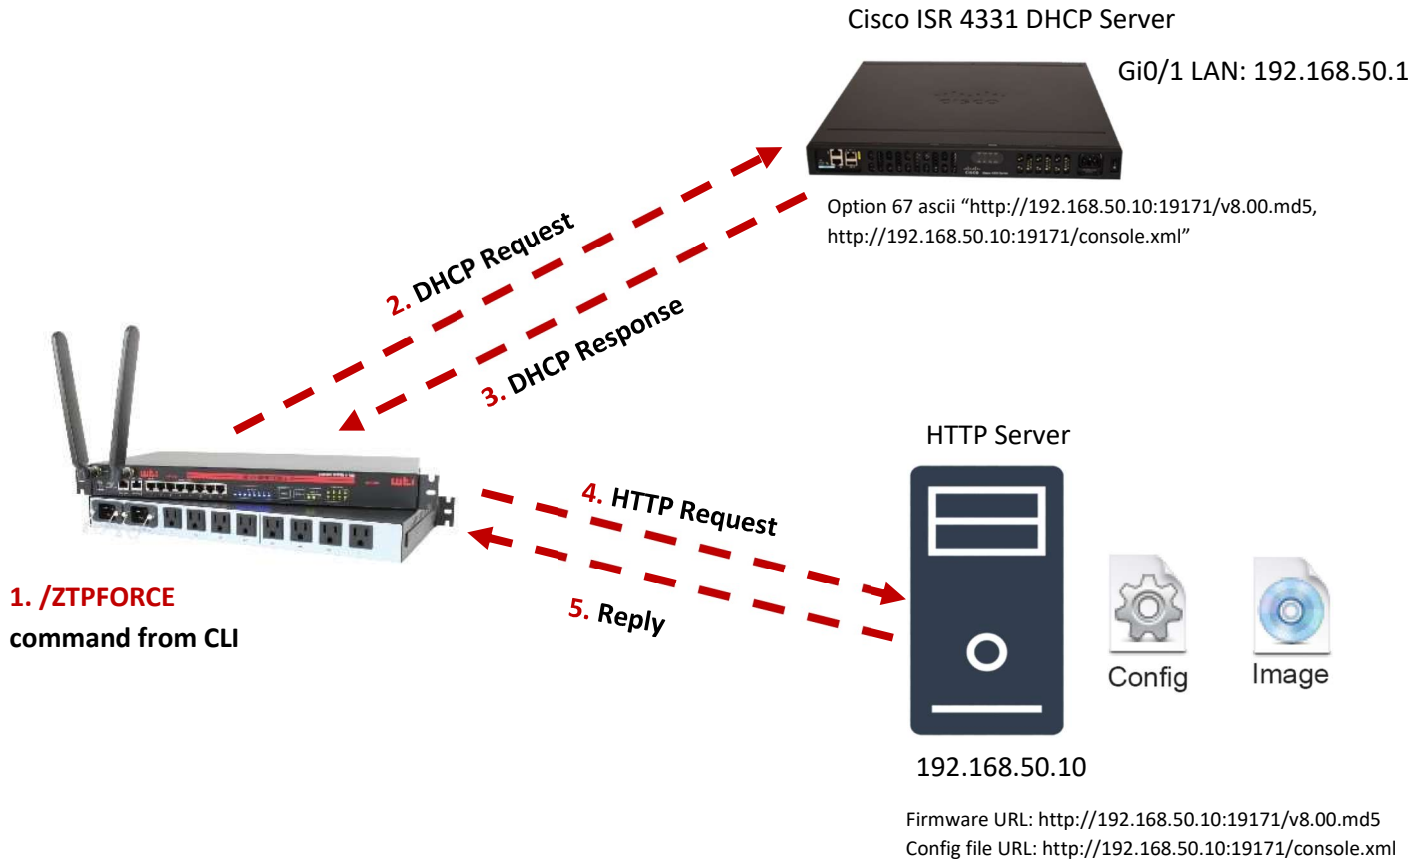 Cisco ISR 4331 DHCP Server
Gi0/1 LAN: 192.168.50.1
Option 67 ascii “http://192.168.50.10:19171/v8.00.md5,
http://192.168.50.10:19171/console.xml”
2. DHCP Request
3. DHCP Response
HTTP Server
4. HTTP Request
5. Reply
1. /ZTPFORCE
command from CLI
Config
Image
192.168.50.10
Firmware URL: http://192.168.50.10:19171/v8.00.md5
Config file URL: http://192.168.50.10:19171/console.xml